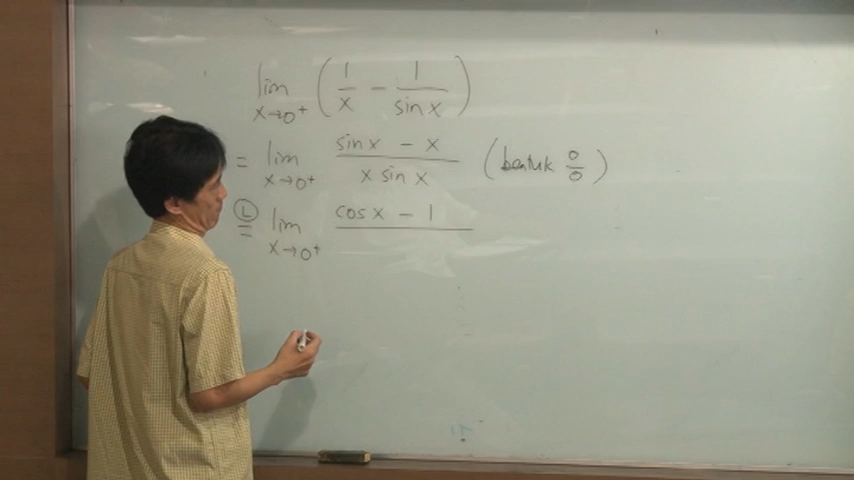 lim x→0⁺ (1/x − 1/sin x)
= lim x→0⁺ (sin x − x)/(x sin x) (bentuk 0/0)
Ⓛ= lim x→0⁺ cos x − 1